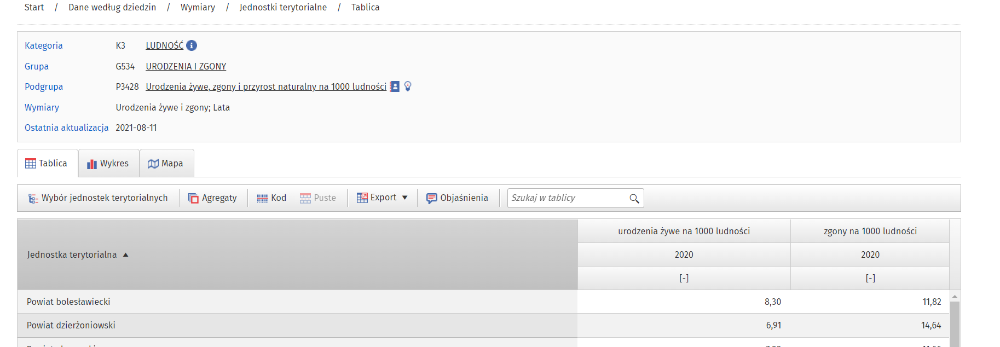 Start / Dane według dziedzin / Wymiary / Jednostki terytorialne / Tablica
Kategoria K3 LUDNOŚĆ
Grupa G534 URODZENIA I ZGONY
Podgrupa P3428 Urodzenia żywe, zgony i przyrost naturalny na 1000 ludności
Wymiary Urodzenia żywe i zgony; Lata
Ostatnia aktualizacja 2021-08-11
Tablica Wykres Mapa
Wybór jednostek terytorialnych Agregaty Kod Puste Export ▼ Objaśnienia Szukaj w tablicy
urodzenia żywe na 1000 ludności zgony na 1000 ludności
Jednostka terytorialna ▲ 2020 2020
[-] [-]
Powiat bolesławiecki 8,30 11,82
Powiat dzierżoniowski 6,91 14,64